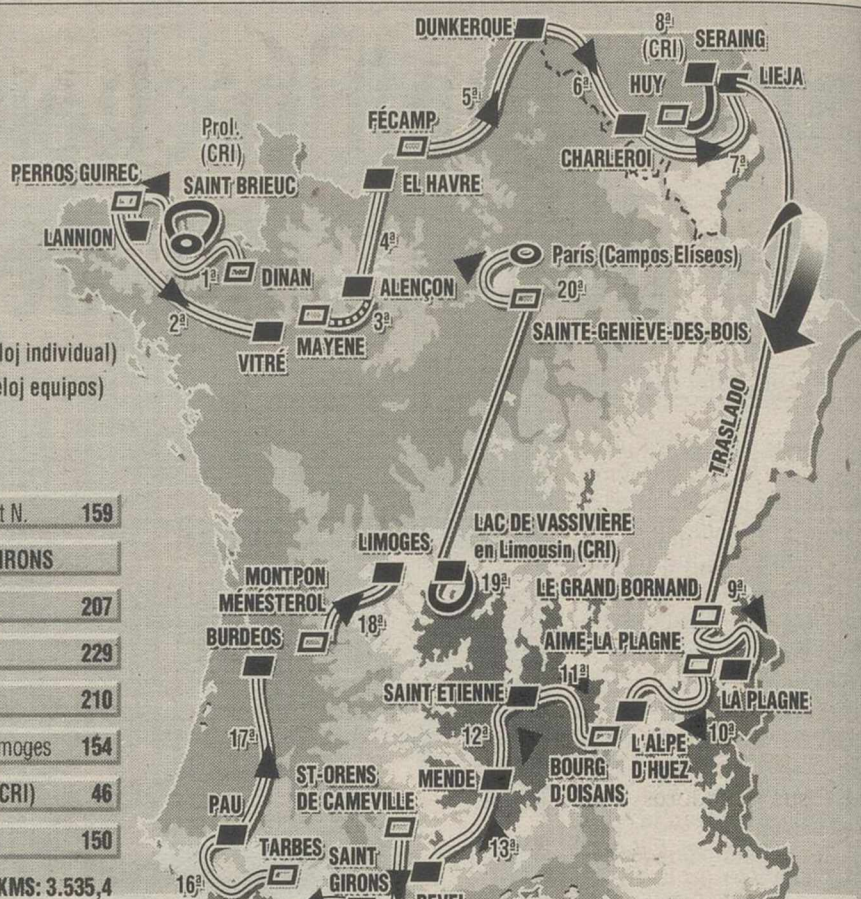 DUNKERQUE
8ª
(CRI)
SERAING
HUY
LIEJA
5ª
6ª
FÉCAMP
CHARLEROI
7ª
Prol.
(CRI)
PERROS GUIREC
SAINT BRIEUC
EL HAVRE
LANNION
4ª
1ª
DINAN
París (Campos Elíseos)
ALENÇON
20ª
2ª
3ª
MAYENE
VITRÉ
SAINTE-GENIÈVE-DES-BOIS
loj individual)
eloj equipos)
TRASLADO
t N. 159
IRONS
207
229
210
moges 154
CRI) 46
150
KMS: 3.535,4
LIMOGES
LAC DE VASSIVIÈRE
en Limousin (CRI)
19ª
MONTPON
MÉNESTEROL
18ª
LE GRAND BORNAND
9ª
BURDEOS
AIME-LA PLAGNE
11ª
SAINT ETIENNE
LA PLAGNE
10ª
17ª
12ª
L'ALPE
D'HUEZ
BOURG
D'OISANS
ST-ORENS
DE CAMEVILLE
MENDE
PAU
13ª
TARBES
SAINT
GIRONS
16ª
REVEL